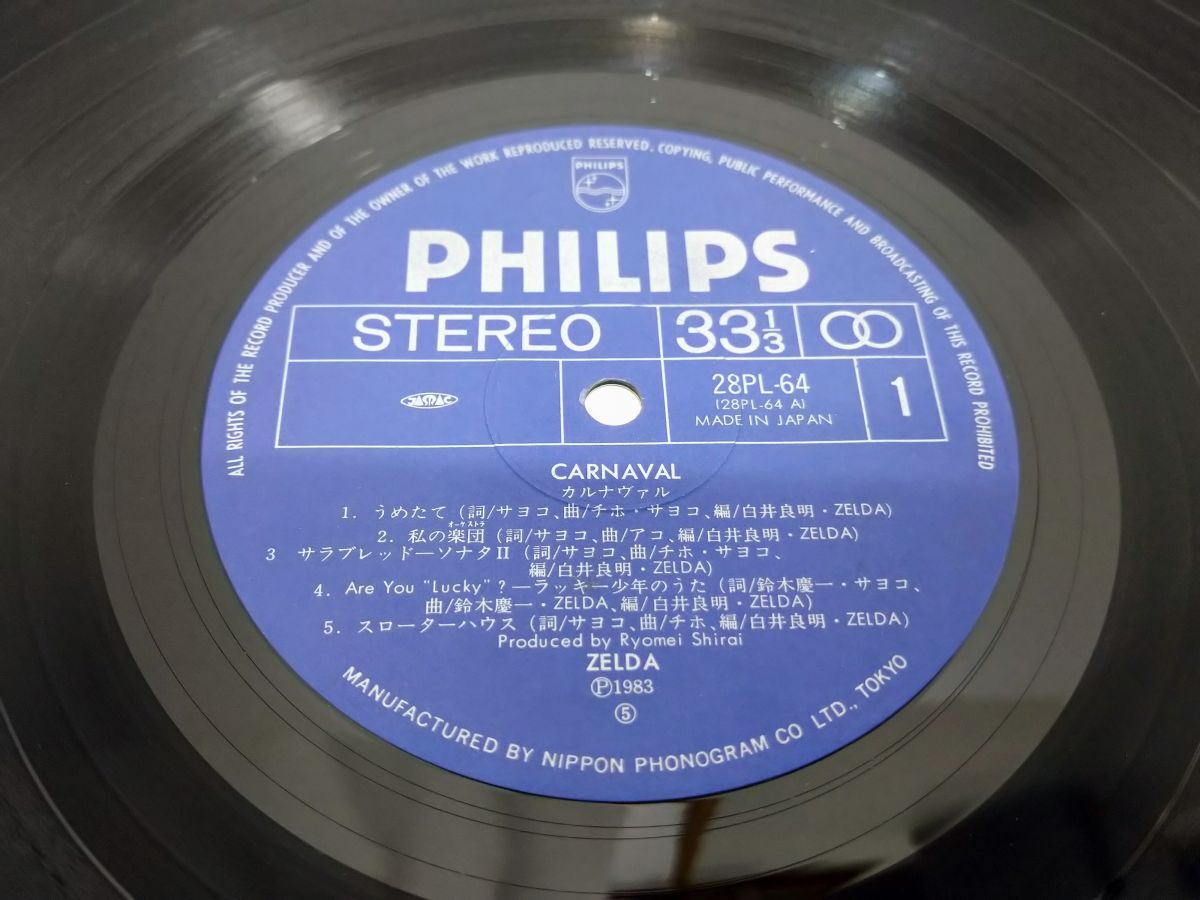 ALL RIGHTS OF THE RECORD PRODUCER AND OF THE OWNER OF THE WORK REPRODUCED RESERVED. COPYING, PUBLIC PERFORMANCE AND BROADCASTING OF THIS RECORD PROHIBITED
PHILIPS
PHILIPS
STEREO 33 1/3
JASRAC 28PL-64 1
(28PL-64 A)
MADE IN JAPAN
CARNAVAL
カルナヴァル
1. うめたて (詞/サヨコ、曲/チホ・サヨコ、編/白井良明・ZELDA)
オーケストラ
2. 私の楽団 (詞/サヨコ、曲/アコ、編/白井良明・ZELDA)
3 サラブレッド—ソナタII (詞/サヨコ、曲/チホ・サヨコ、
編/白井良明・ZELDA)
4. Are You “Lucky”?—ラッキー少年のうた (詞/鈴木慶一・サヨコ、
曲/鈴木慶一・ZELDA、編/白井良明・ZELDA)
5. スローターハウス (詞/サヨコ、曲/チホ、編/白井良明・ZELDA)
Produced by Ryomei Shirai
ZELDA
Ⓟ1983
⑤
MANUFACTURED BY NIPPON PHONOGRAM CO LTD., TOKYO